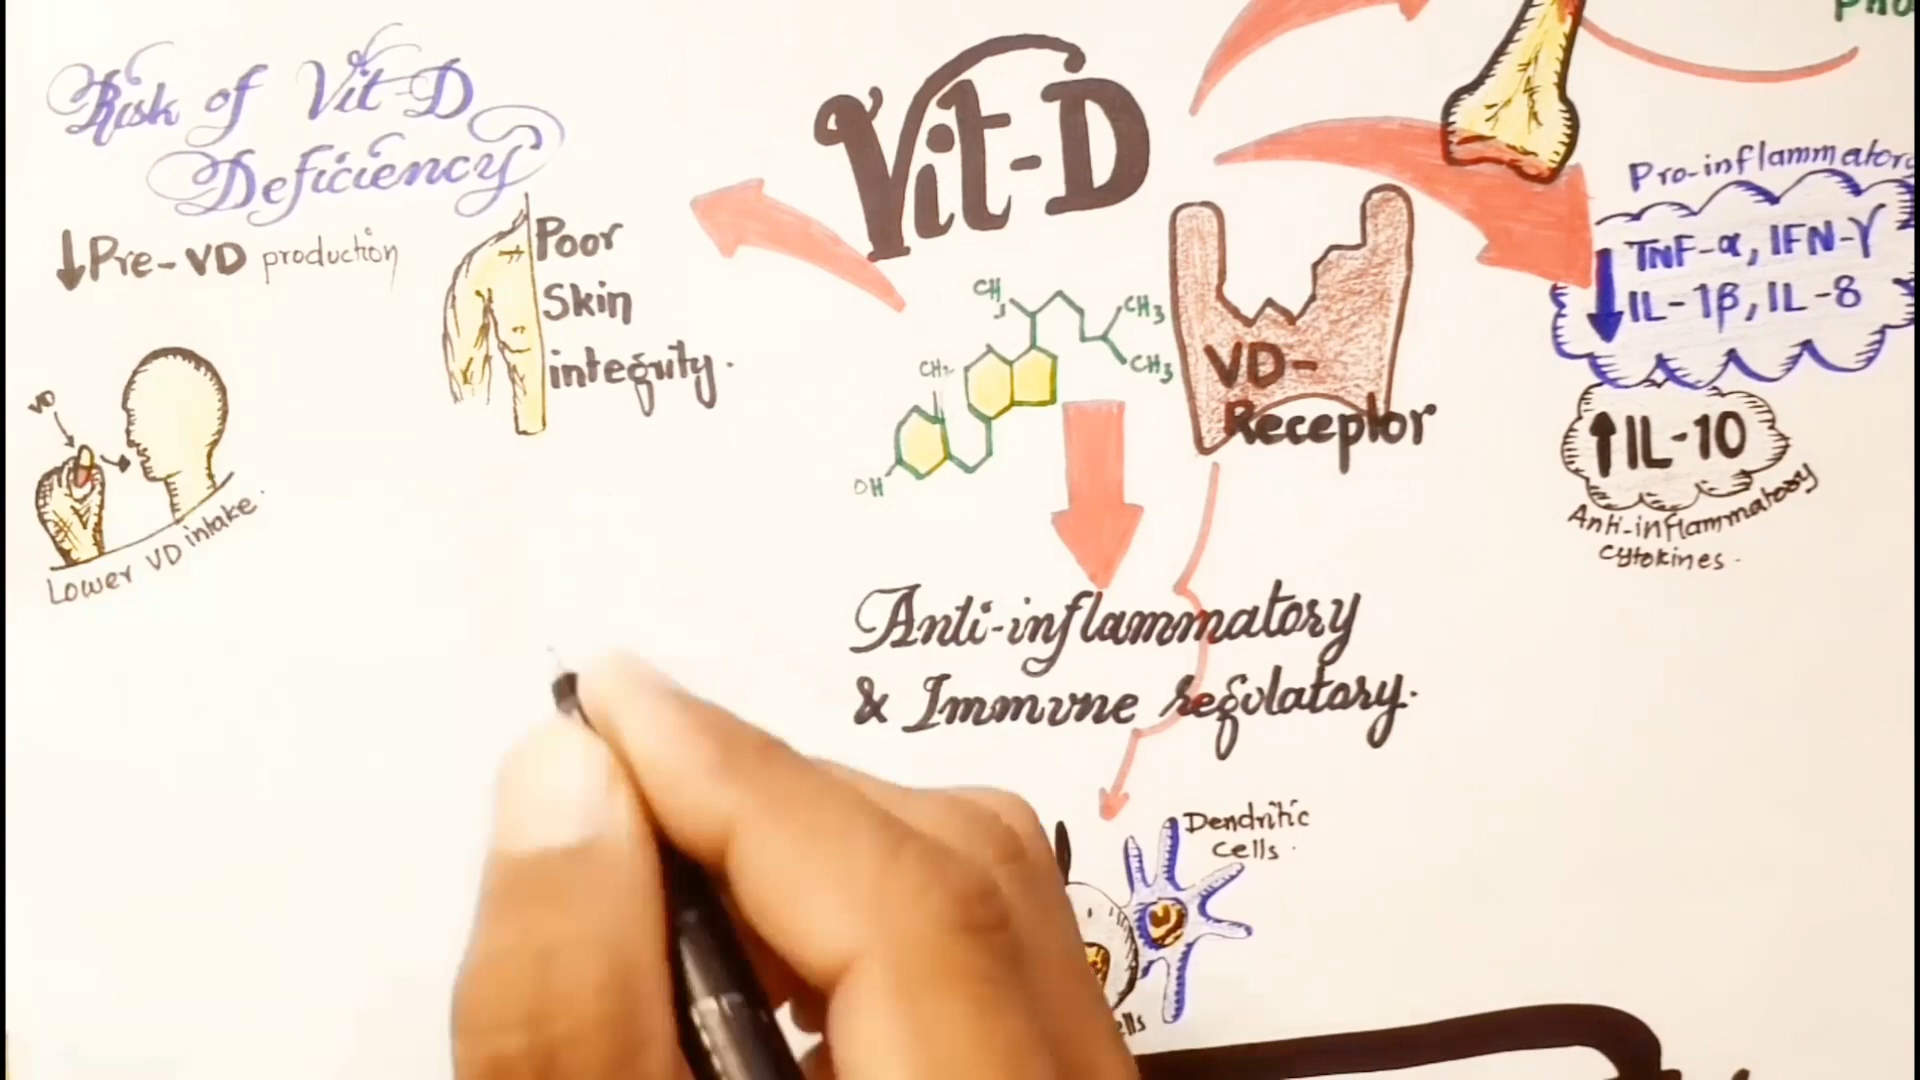 Risk of Vit-D
Deficiency
↓Pre-VD production
Poor
Skin
integrity.
VD
Lower VD intake.
Vit-D
CH3
CH3
CH3
CH2
OH
VD-
Receptor
Anti-inflammatory
& Immune regulatory.
Dendritic
cells.
Pro-inflammatory
↓TNF-α, IFN-γ
IL-1β, IL-8
↑IL-10
Anti-inflammatory
cytokines.